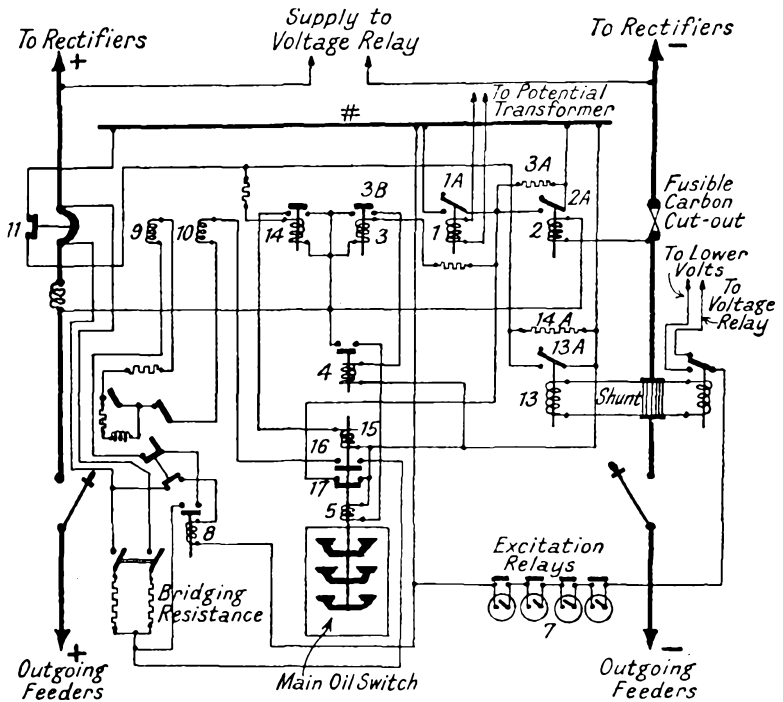 Supply to
Voltage Relay
To Rectifiers
+
To Rectifiers
−
To Potential
Transformer
#
3B
1A
3A
2A
Fusible
Carbon
Cut-out
11
9
10
14
3
1
2
To Lower
Volts
To
Voltage
Relay
14A
13A
4
13
Shunt
15
16
17
5
8
Excitation
Relays
7
Bridging
Resistance
+
Outgoing
Feeders
Main Oil Switch
−
Outgoing
Feeders